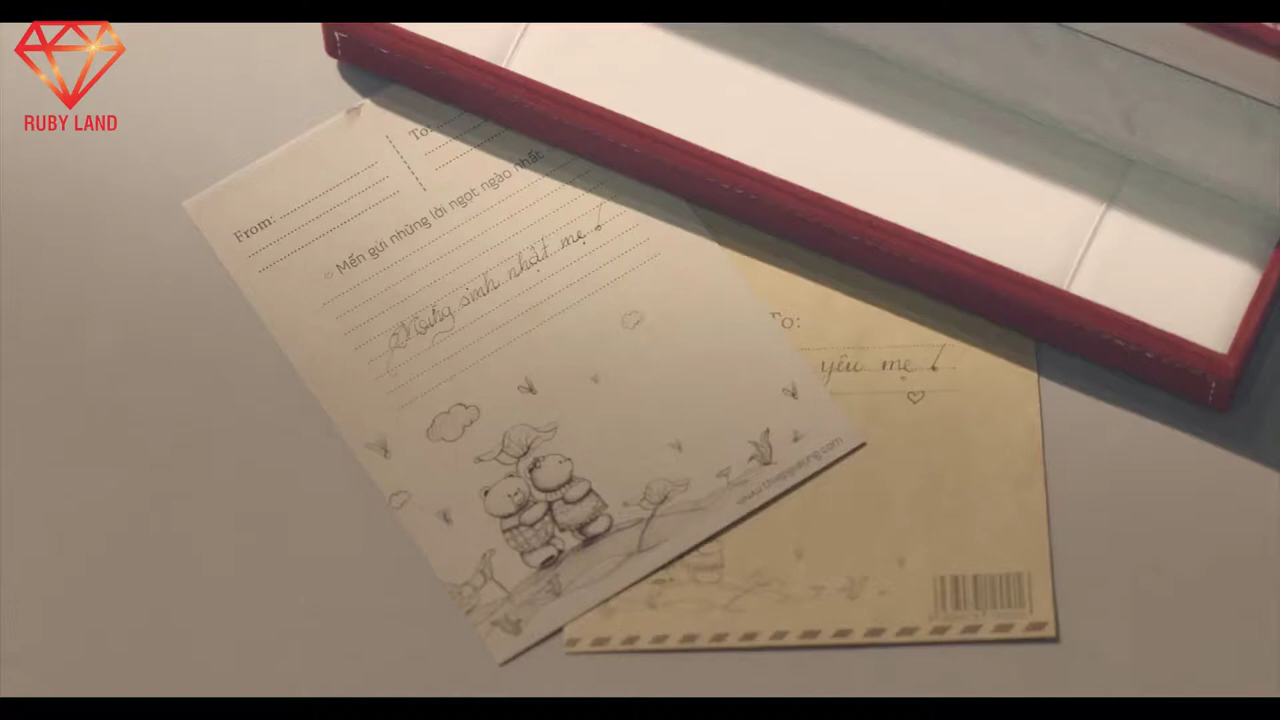 RUBY LAND
To:
From:
Mến gửi những lời ngọt ngào nhất
Mừng sinh nhật mẹ
To:
yêu mẹ